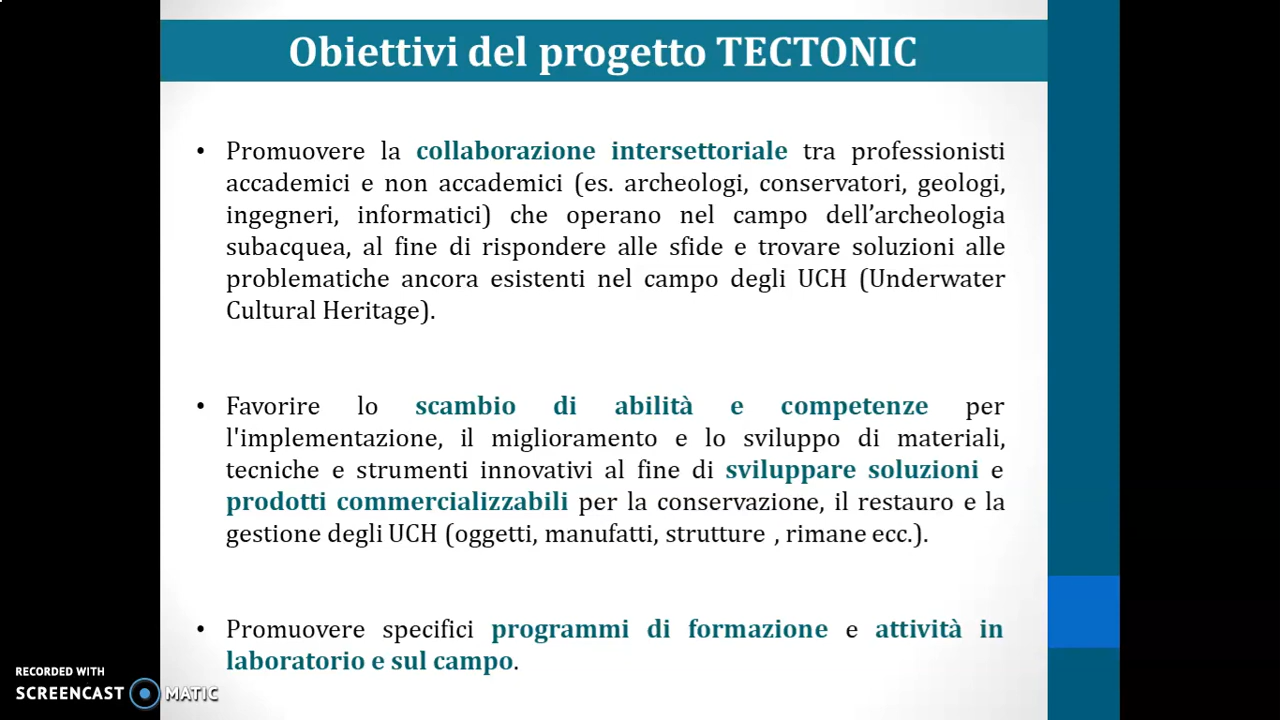 Obiettivi del progetto TECTONIC
• Promuovere la collaborazione intersettoriale tra professionisti
accademici e non accademici (es. archeologi, conservatori, geologi,
ingegneri, informatici) che operano nel campo dell’archeologia
subacquea, al fine di rispondere alle sfide e trovare soluzioni alle
problematiche ancora esistenti nel campo degli UCH (Underwater
Cultural Heritage).
• Favorire lo scambio di abilità e competenze per
l'implementazione, il miglioramento e lo sviluppo di materiali,
tecniche e strumenti innovativi al fine di sviluppare soluzioni e
prodotti commercializzabili per la conservazione, il restauro e la
gestione degli UCH (oggetti, manufatti, strutture , rimane ecc.).
• Promuovere specifici programmi di formazione e attività in
laboratorio e sul campo.
RECORDED WITH
SCREENCAST MATIC